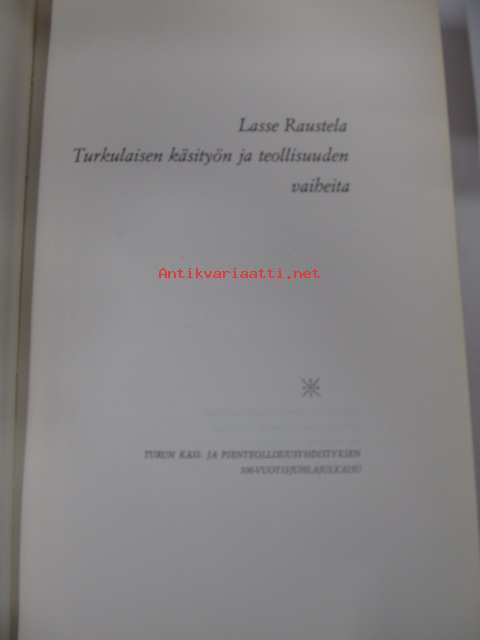 Lasse Raustela
Turkulaisen käsityön ja teollisuuden
vaiheita
Antikvariaatti.net
TURUN KÄS. JA PIENTEOLLISUUSYHDISTYKSEN
100-VUOTISJUHLAJULKAISU